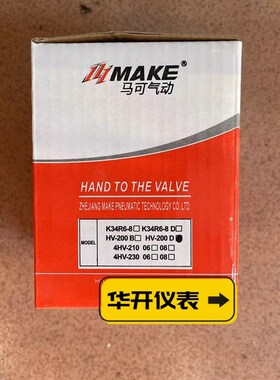 MAKE®
马可气动
HAND TO THE VALVE
ZHEJIANG MAKE PNEUMATIC TECHNOLOGY CO.LTD.
MODEL
K34R6-8□ K34R6-8 D□
HV-200 B□ HV-200 D■
4HV-210 06□ 08□
4HV-230 06□ 08□
华开仪表